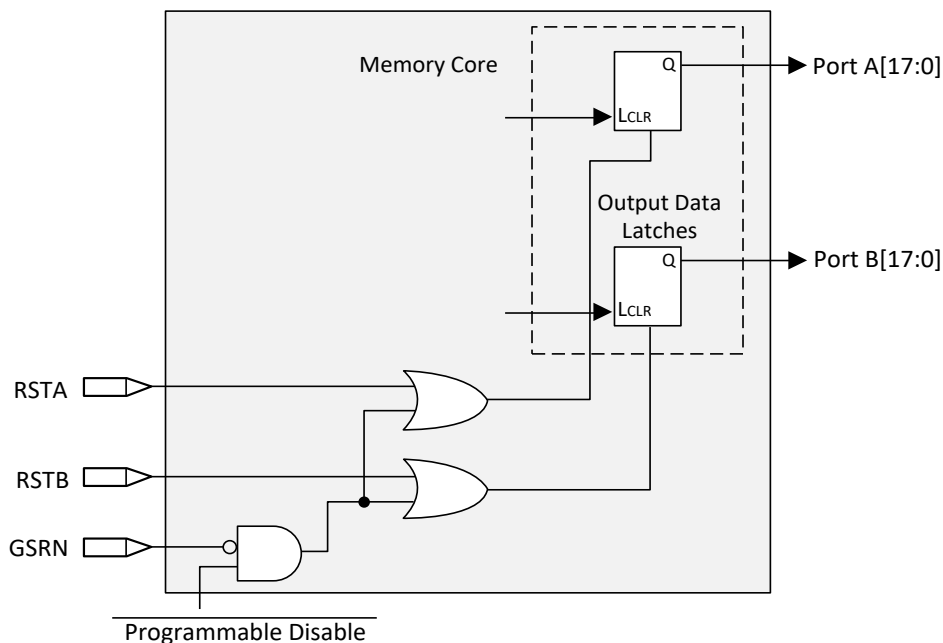 Memory Core
Q
Port A[17:0]
LCLR
Output Data
Latches
Q
Port B[17:0]
LCLR
RSTA
RSTB
GSRN
Programmable Disable